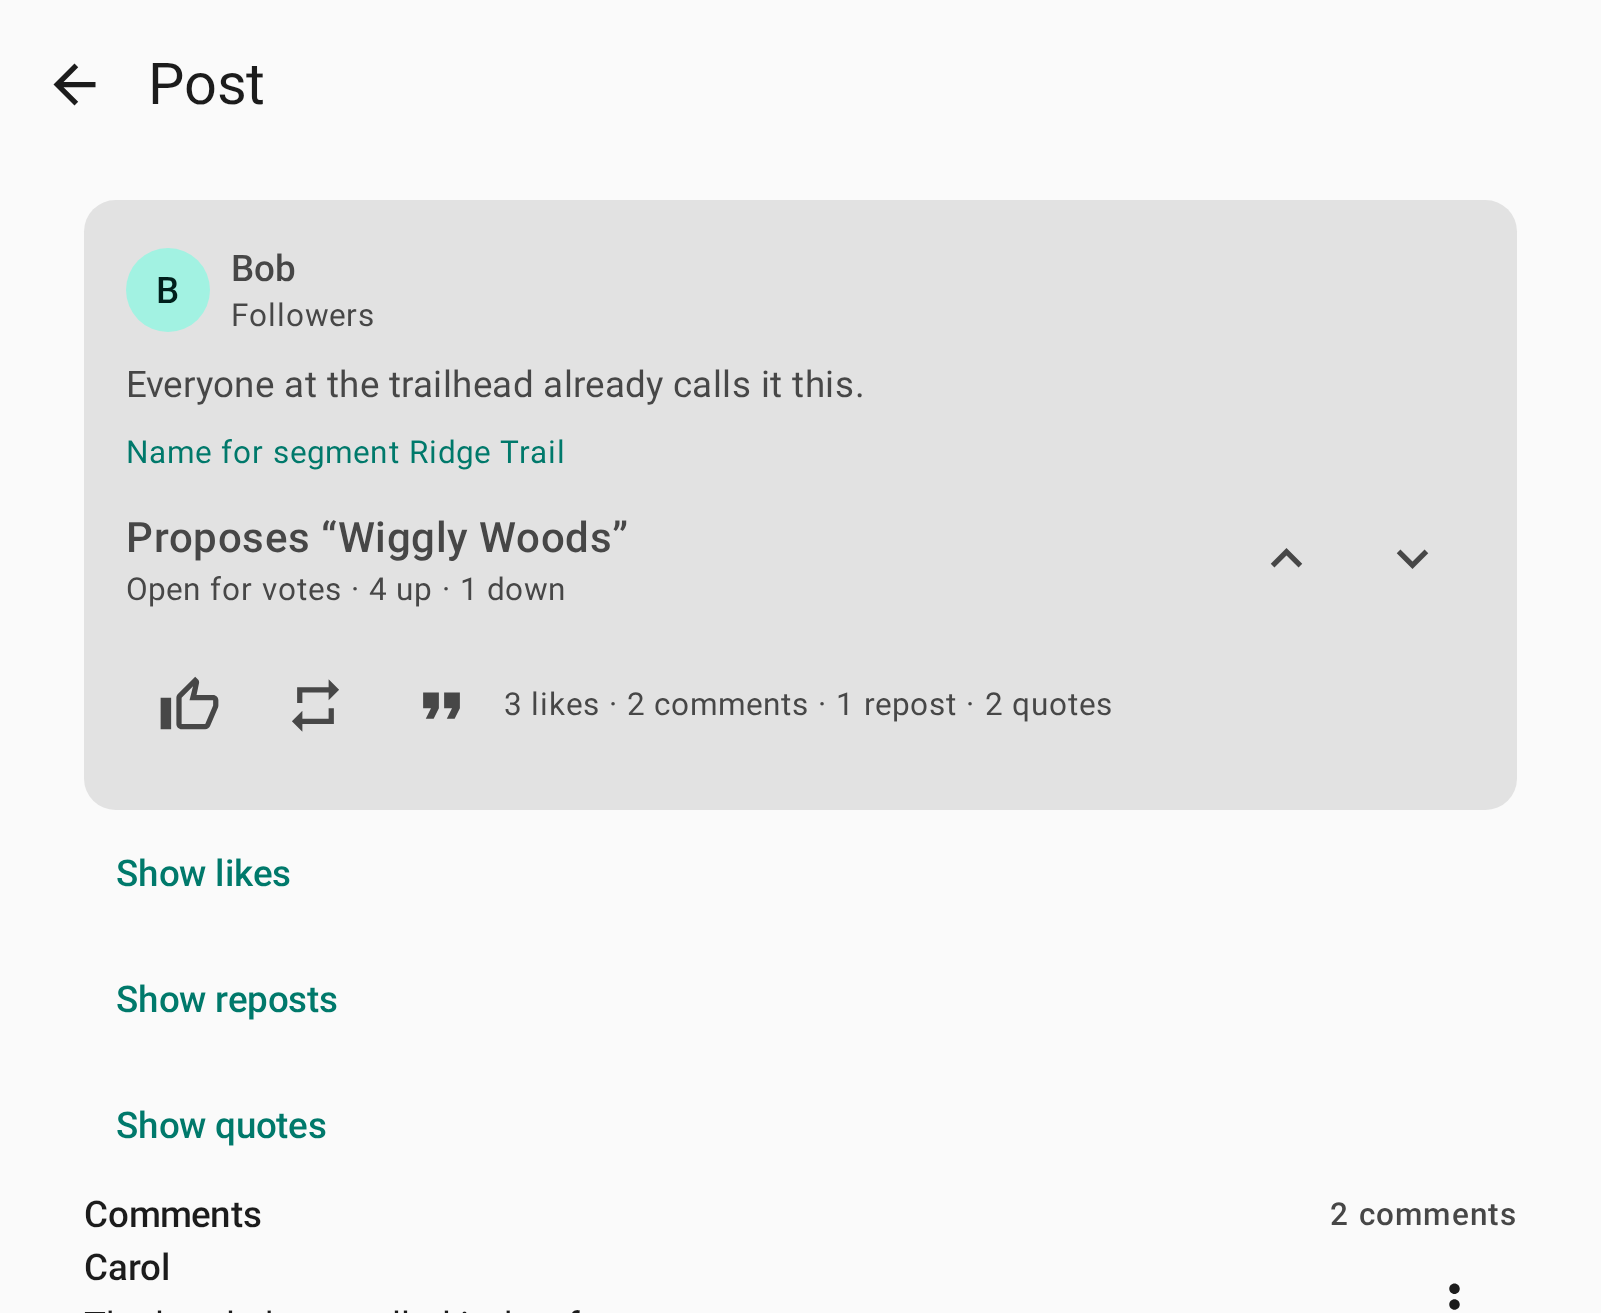 Post
B
Bob
Followers
Everyone at the trailhead already calls it this.
Name for segment Ridge Trail
Proposes “Wiggly Woods”
Open for votes · 4 up · 1 down
3 likes · 2 comments · 1 repost · 2 quotes
Show likes
Show reposts
Show quotes
Comments
2 comments
Carol